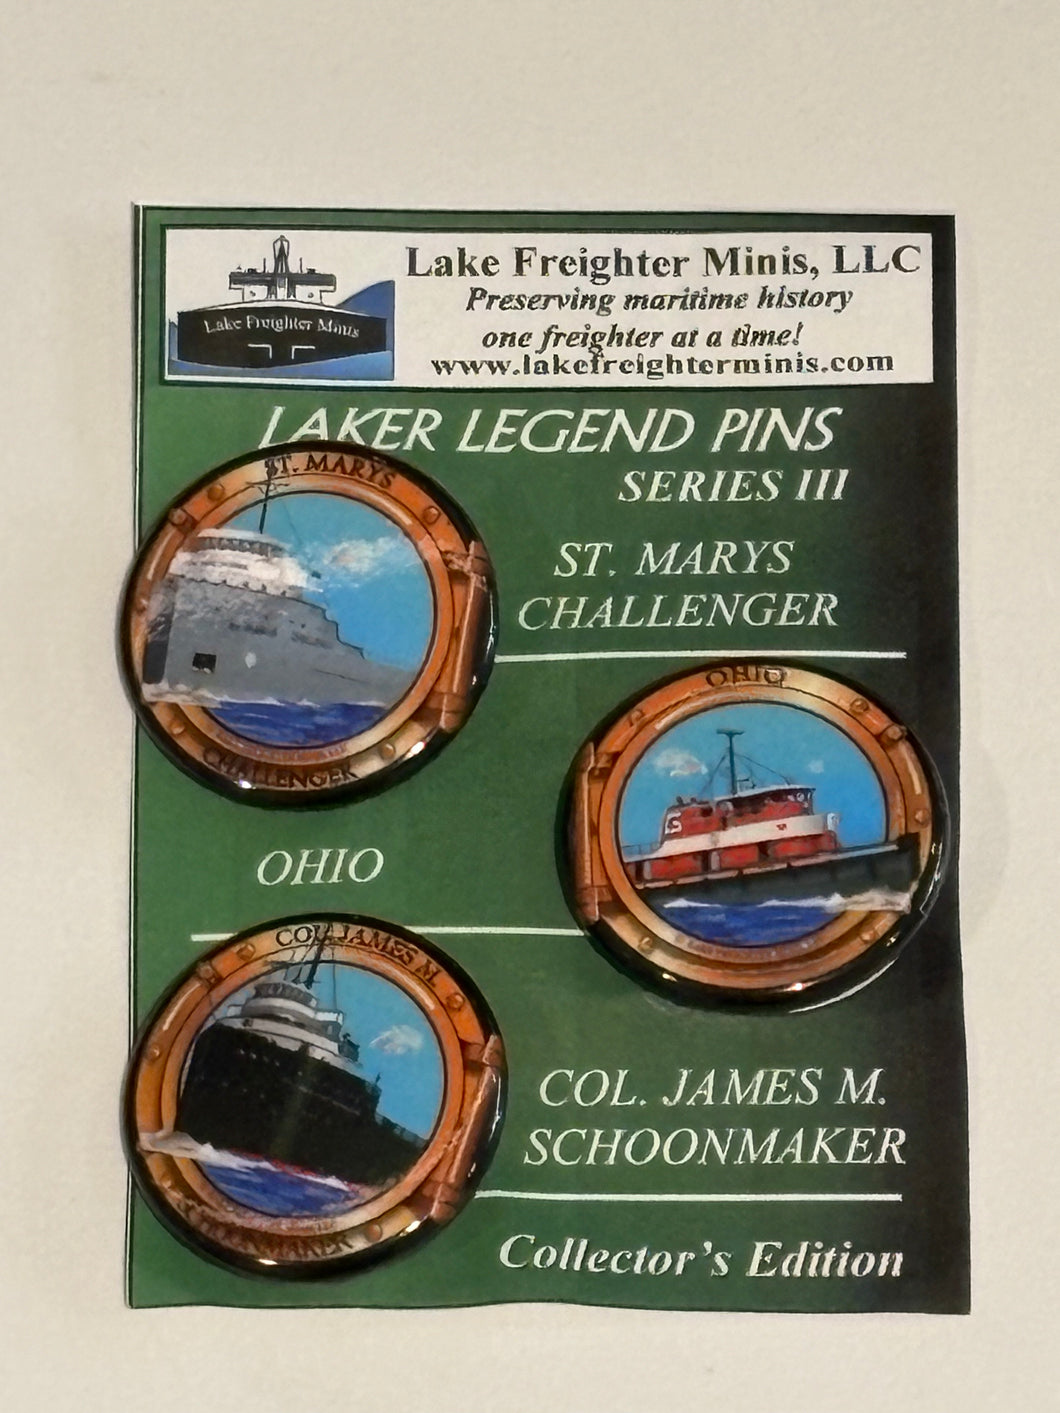 Lake Freighter Minis, LLC
Preserving maritime history
one freighter at a time!
www.lakefreighterminis.com
Lake Freighter Minis
LAKER LEGEND PINS
SERIES III
ST. MARYS
CHALLENGER
ST. MARYS
CHALLENGER
OHIO
OHIO
COL. JAMES M.
SCHOONMAKER
COL. JAMES M.
SCHOONMAKER
Collector's Edition